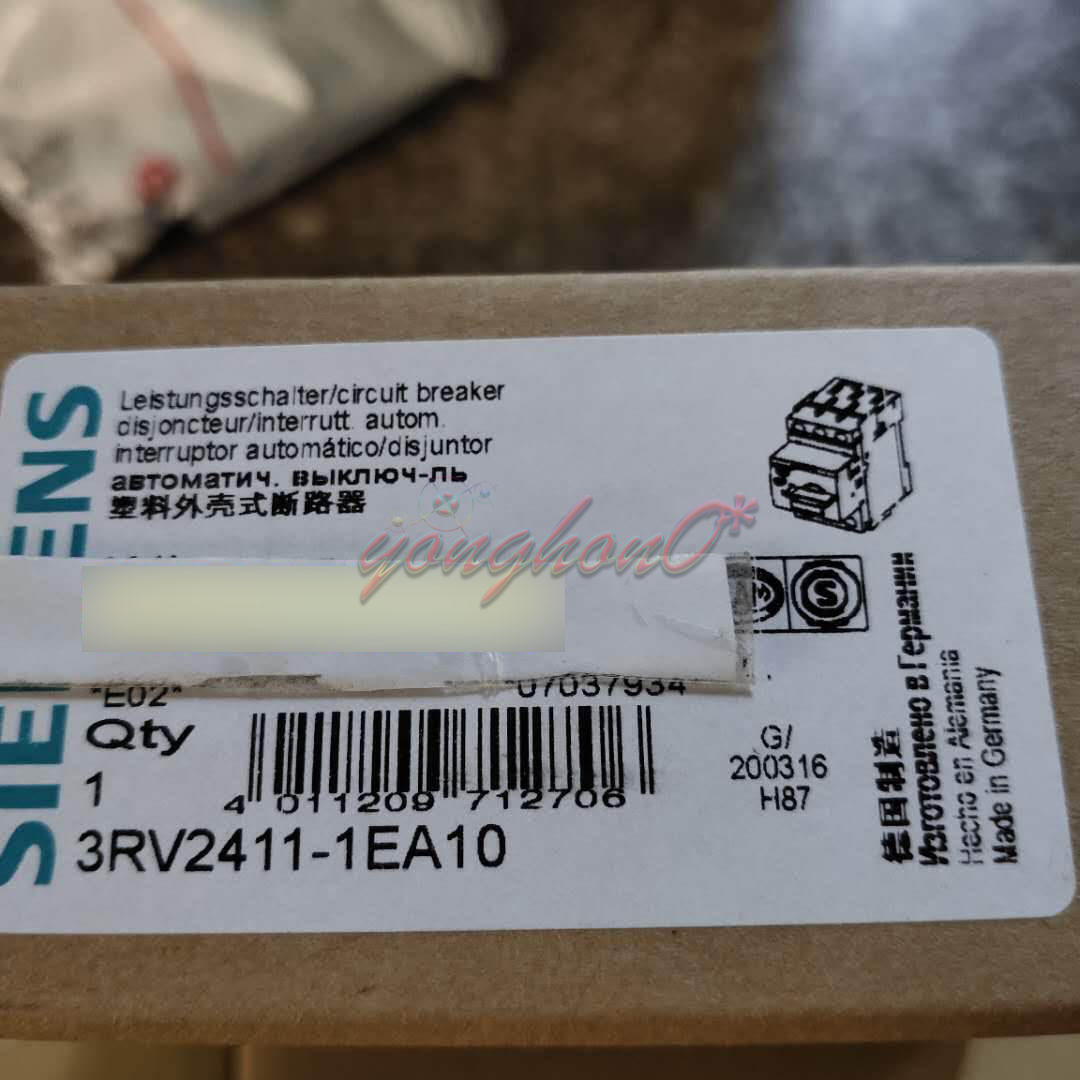 SIEMENS
Leistungsschalter/circuit breaker
disjoncteur/interrutt. autom.
interruptor automático/disjuntor
автоматич. выключ-ль
塑料外壳式断路器
yonghon0*
S
"E02"
07037934
Qty
1
4 011209 712706
G/
200316
H87
3RV2411-1EA10
德国制造
Изготовлено в Германии
Hecho en Alemania
Made in Germany